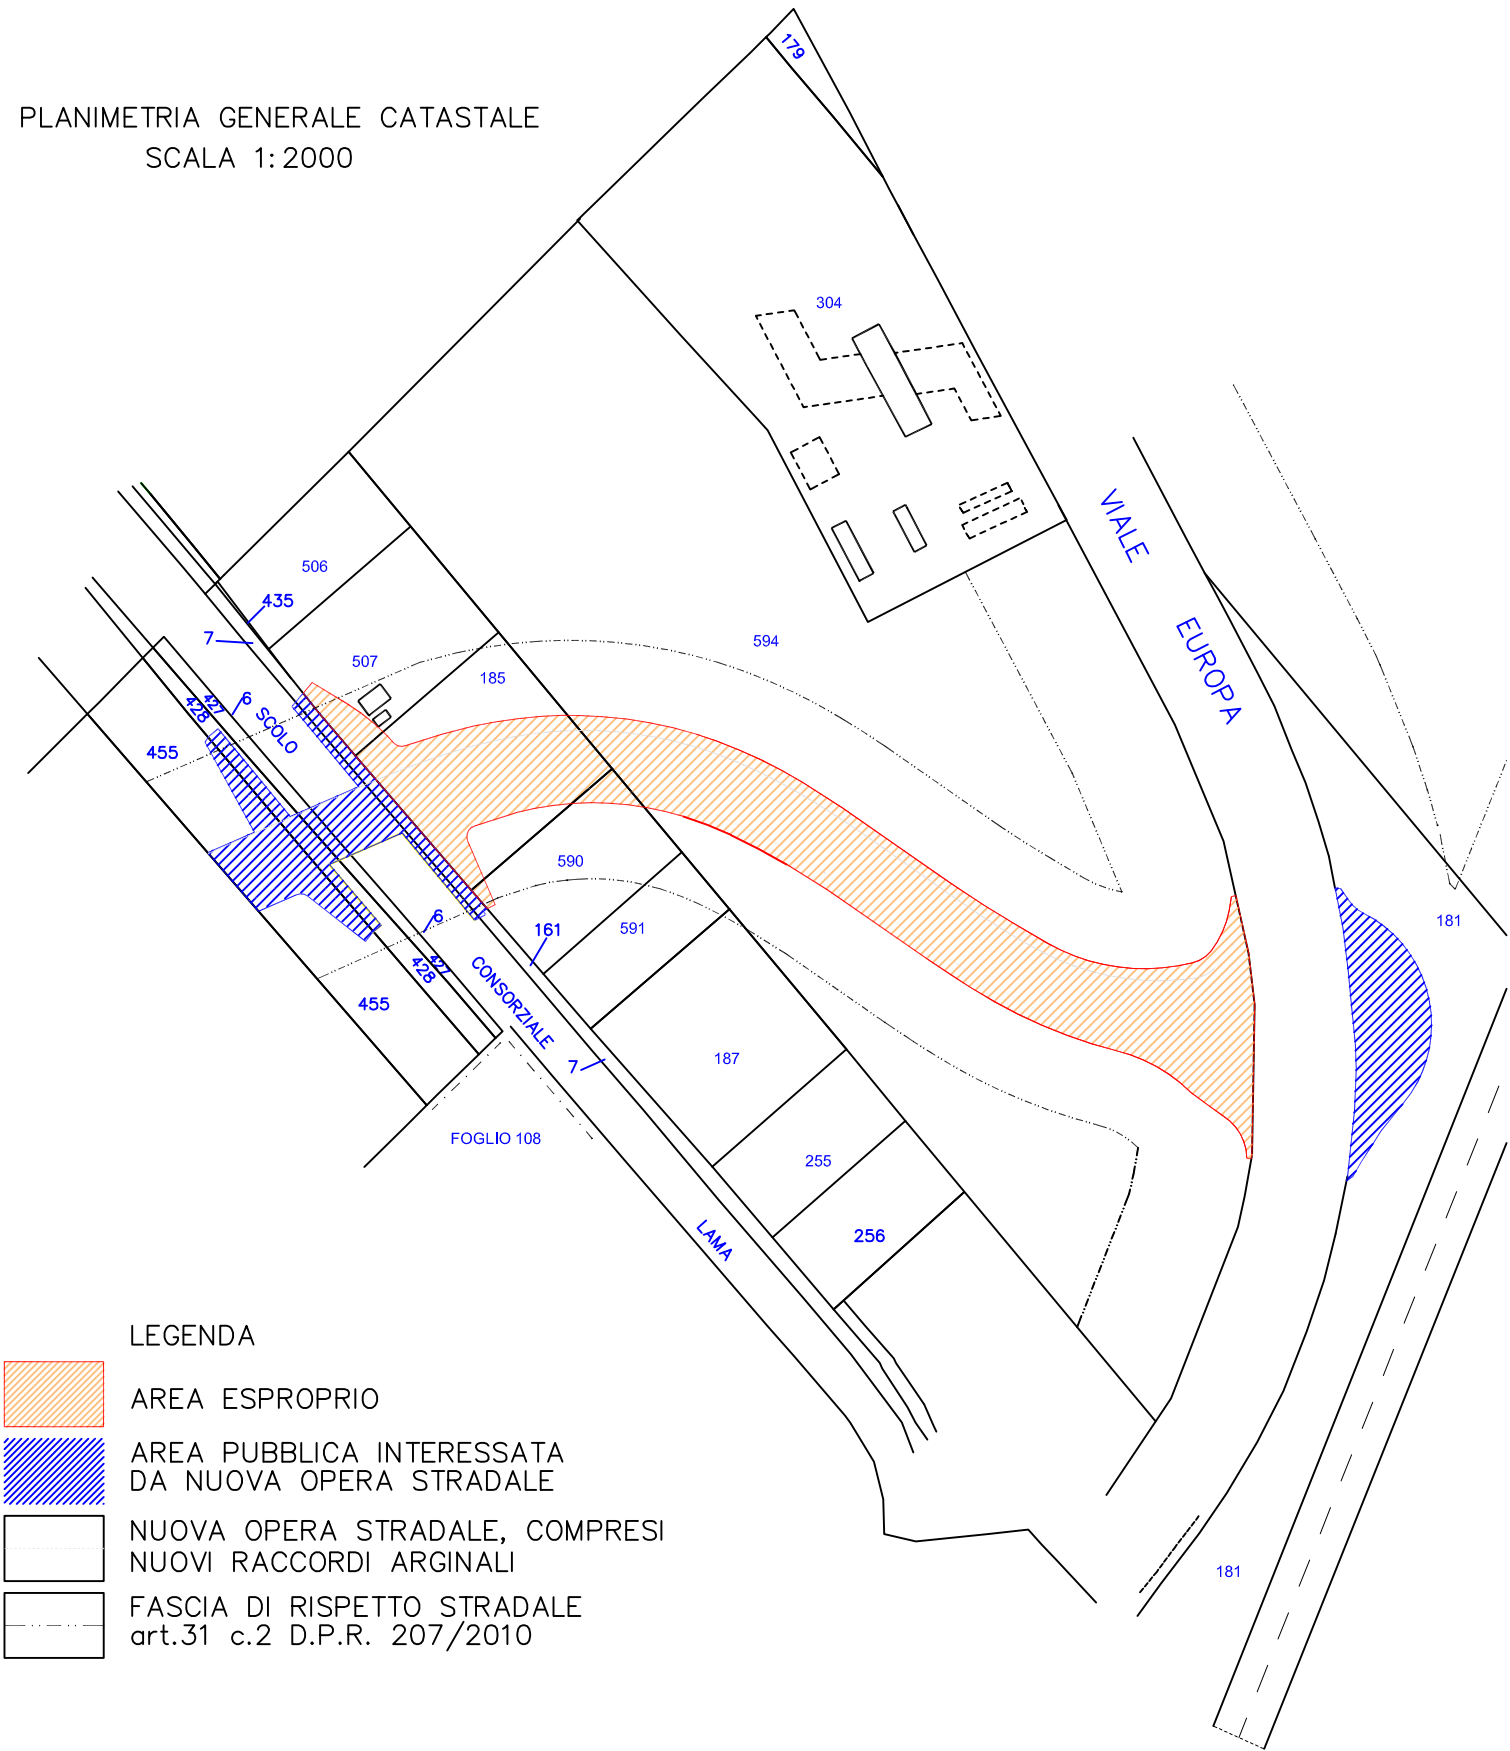 179
PLANIMETRIA GENERALE CATASTALE
SCALA 1:2000
304
VIALE
EUROPA
506
435
7
507
594
185
6
427
428
SCOLO
455
590
591
161
6
427
428
455
CONSORZIALE
7
187
181
FOGLIO 108
255
256
LAMA
LEGENDA
AREA ESPROPRIO
AREA PUBBLICA INTERESSATA
DA NUOVA OPERA STRADALE
NUOVA OPERA STRADALE, COMPRESI
NUOVI RACCORDI ARGINALI
FASCIA DI RISPETTO STRADALE
art.31 c.2 D.P.R. 207/2010
181